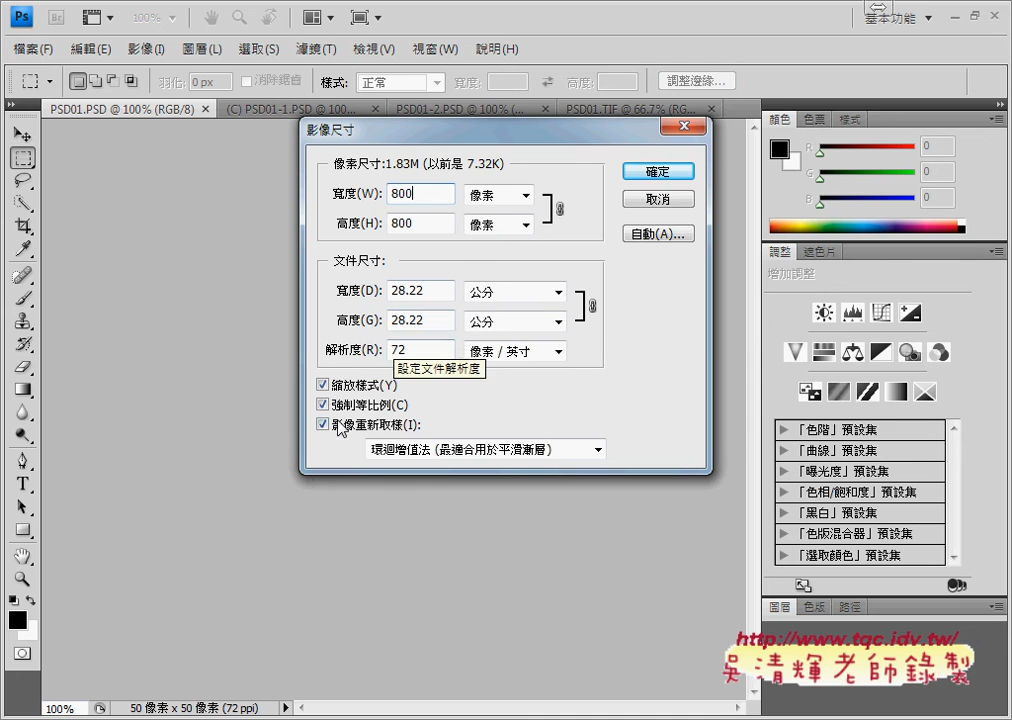 Ps Br 100% 基本功能
檔案(F) 編輯(E) 影像(I) 圖層(L) 選取(S) 濾鏡(T) 檢視(V) 視窗(W) 說明(H)
羽化: 0 px 消除鋸齒 樣式: 正常 寬度: 高度: 調整邊緣...
PSD01.PSD @ 100% (RGB/8) × (C) PSD01-1.PSD @ 100... × PSD01-2.PSD @ 100% (... × PSD01.TIF @ 66.7% (RG... ×
影像尺寸
像素尺寸:1.83M (以前是 7.32K)
寬度(W): 800 像素
高度(H): 800 像素
確定
取消
自動(A)...
文件尺寸:
寬度(D): 28.22 公分
高度(G): 28.22 公分
解析度(R): 72 像素 / 英寸
設定文件解析度
縮放樣式(Y)
強制等比例(C)
影像重新取樣(I):
環迴增值法 (最適合用於平滑漸層)
顏色 色票 樣式
R 0
G 0
B 0
調整 遮色片
增加調整
「色階」預設集
「曲線」預設集
「曝光度」預設集
「色相/飽和度」預設集
「黑白」預設集
「色版混合器」預設集
「選取顏色」預設集
圖層 色版 路徑
http://www.tqc.idv.tw/
吳清輝老師錄製
100% 50 像素 x 50 像素 (72 ppi)